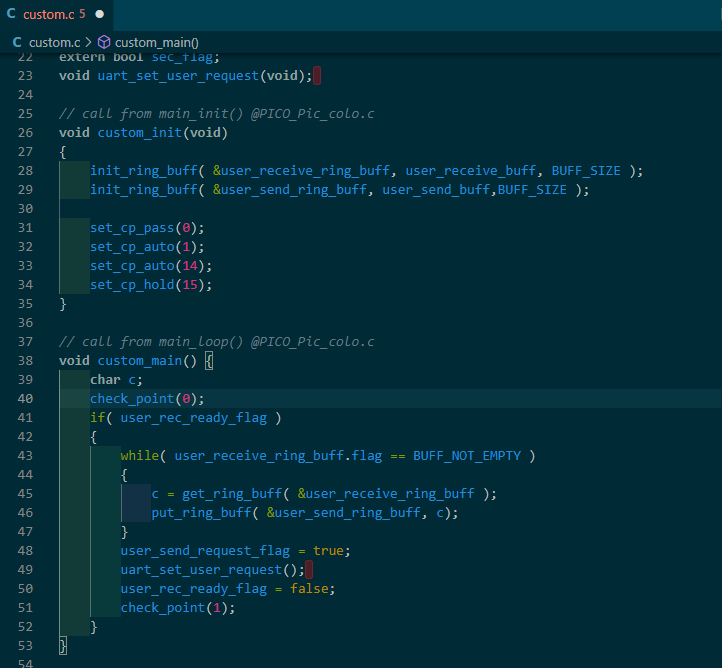 C custom.c 5 ●
C custom.c > custom_main()
22 extern bool sec_flag;
23 void uart_set_user_request(void);
24
25 // call from main_init() @PICO_Pic_colo.c
26 void custom_init(void)
27 {
28 init_ring_buff( &user_receive_ring_buff, user_receive_buff, BUFF_SIZE );
29 init_ring_buff( &user_send_ring_buff, user_send_buff,BUFF_SIZE );
30
31 set_cp_pass(0);
32 set_cp_auto(1);
33 set_cp_auto(14);
34 set_cp_hold(15);
35 }
36
37 // call from main_loop() @PICO_Pic_colo.c
38 void custom_main() {
39 char c;
40 check_point(0);
41 if( user_rec_ready_flag )
42 {
43 while( user_receive_ring_buff.flag == BUFF_NOT_EMPTY )
44 {
45 c = get_ring_buff( &user_receive_ring_buff );
46 put_ring_buff( &user_send_ring_buff, c);
47 }
48 user_send_request_flag = true;
49 uart_set_user_request();
50 user_rec_ready_flag = false;
51 check_point(1);
52 }
53 }
54